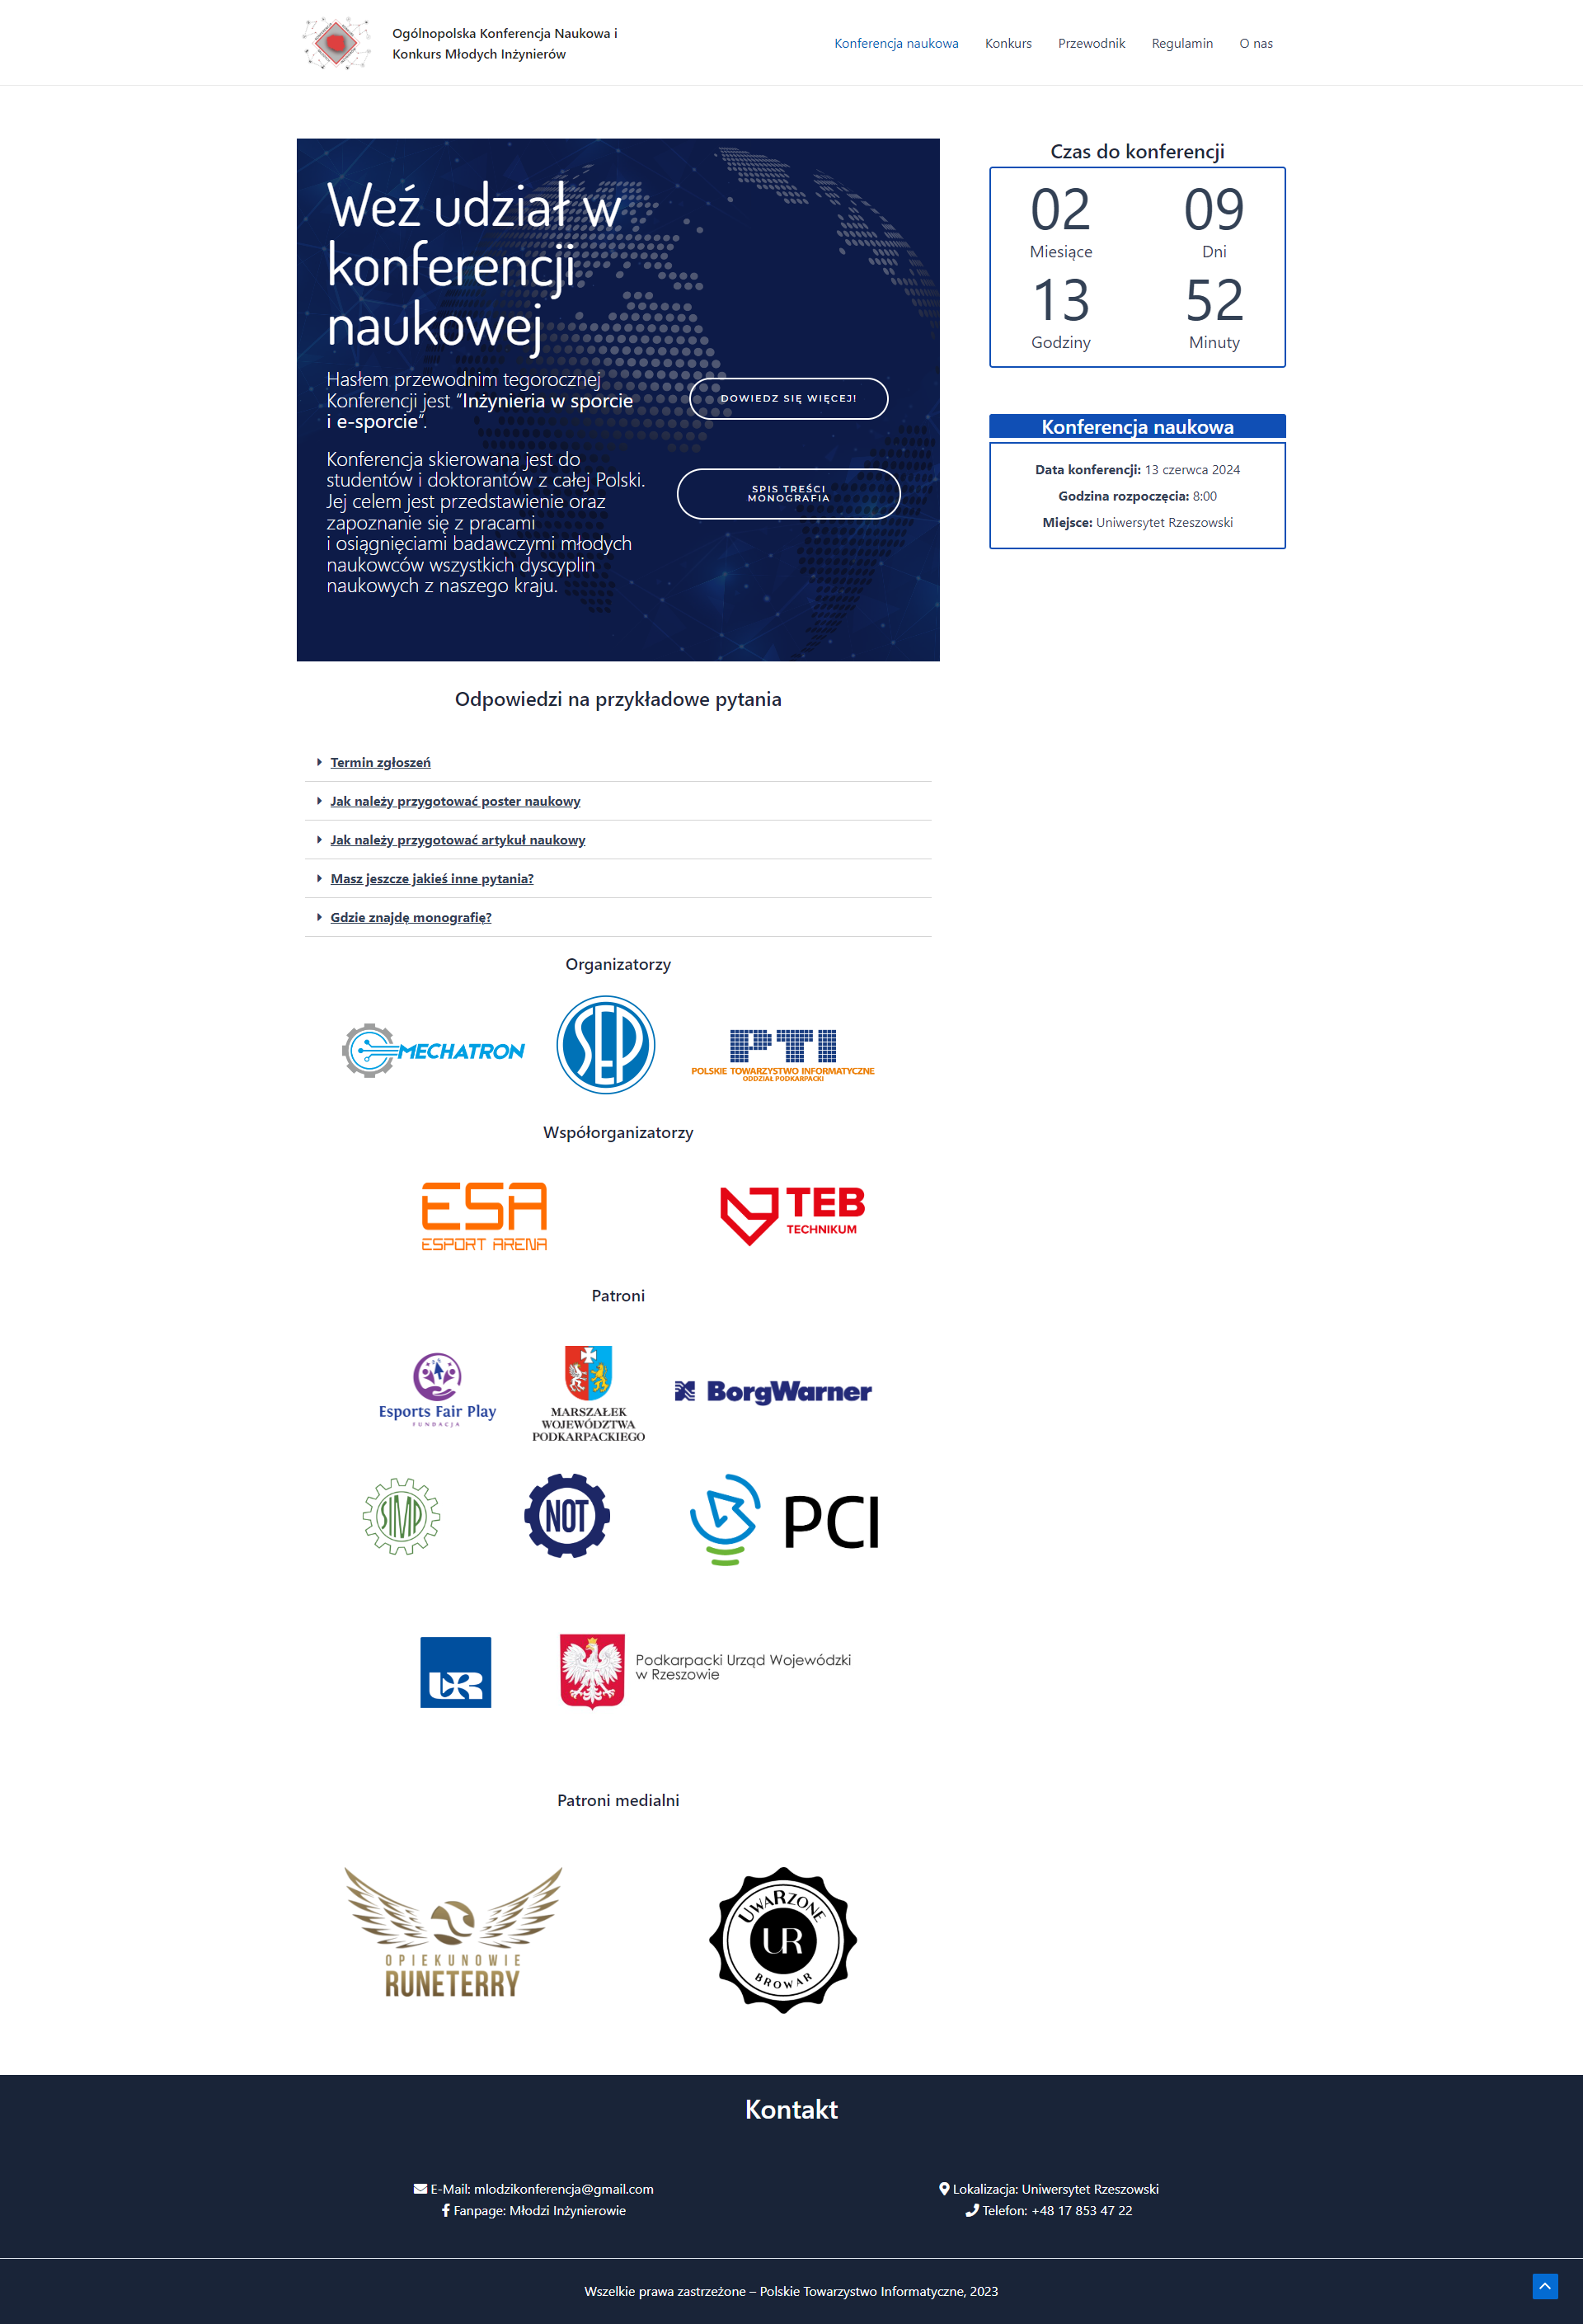 Ogólnopolska Konferencja Naukowa i
Konkurs Młodych Inżynierów
Konferencja naukowa
Konkurs
Przewodnik
Regulamin
O nas
Weź udział w
konferencji
naukowej
Hasłem przewodnim tegorocznej
Konferencji jest “Inżynieria w sporcie
i e-sporcie”.
Konferencja skierowana jest do
studentów i doktorantów z całej Polski.
Jej celem jest przedstawienie oraz
zapoznanie się z pracami
i osiągnięciami badawczymi młodych
naukowców wszystkich dyscyplin
naukowych z naszego kraju.
DOWIEDZ SIĘ WIĘCEJ!
SPIS TREŚCI
MONOGRAFIA
Czas do konferencji
02 09
Miesiące Dni
13 52
Godziny Minuty
Konferencja naukowa
Data konferencji: 13 czerwca 2024
Godzina rozpoczęcia: 8:00
Miejsce: Uniwersytet Rzeszowski
Odpowiedzi na przykładowe pytania
Termin zgłoszeń
Jak należy przygotować poster naukowy
Jak należy przygotować artykuł naukowy
Masz jeszcze jakieś inne pytania?
Gdzie znajdę monografię?
Organizatorzy
MECHATRON
SEP
PTI
POLSKIE TOWARZYSTWO INFORMATYCZNE
ODDZIAŁ PODKARPACKI
Współorganizatorzy
ESA
ESPORT ARENA
TEB
TECHNIKUM
Patroni
Esports Fair Play
FUNDACJA
MARSZAŁEK
WOJEWÓDZTWA
PODKARPACKIEGO
BorgWarner
SIMP
NOT
PCI
UR
Podkarpacki Urząd Wojewódzki
w Rzeszowie
Patroni medialni
OPIEKUNOWIE
RUNETERRY
UWARZONE
UR
BROWAR
Kontakt
E-Mail: mlodzikonferencja@gmail.com
Fanpage: Młodzi Inżynierowie
Lokalizacja: Uniwersytet Rzeszowski
Telefon: +48 17 853 47 22
Wszelkie prawa zastrzeżone – Polskie Towarzystwo Informatyczne, 2023